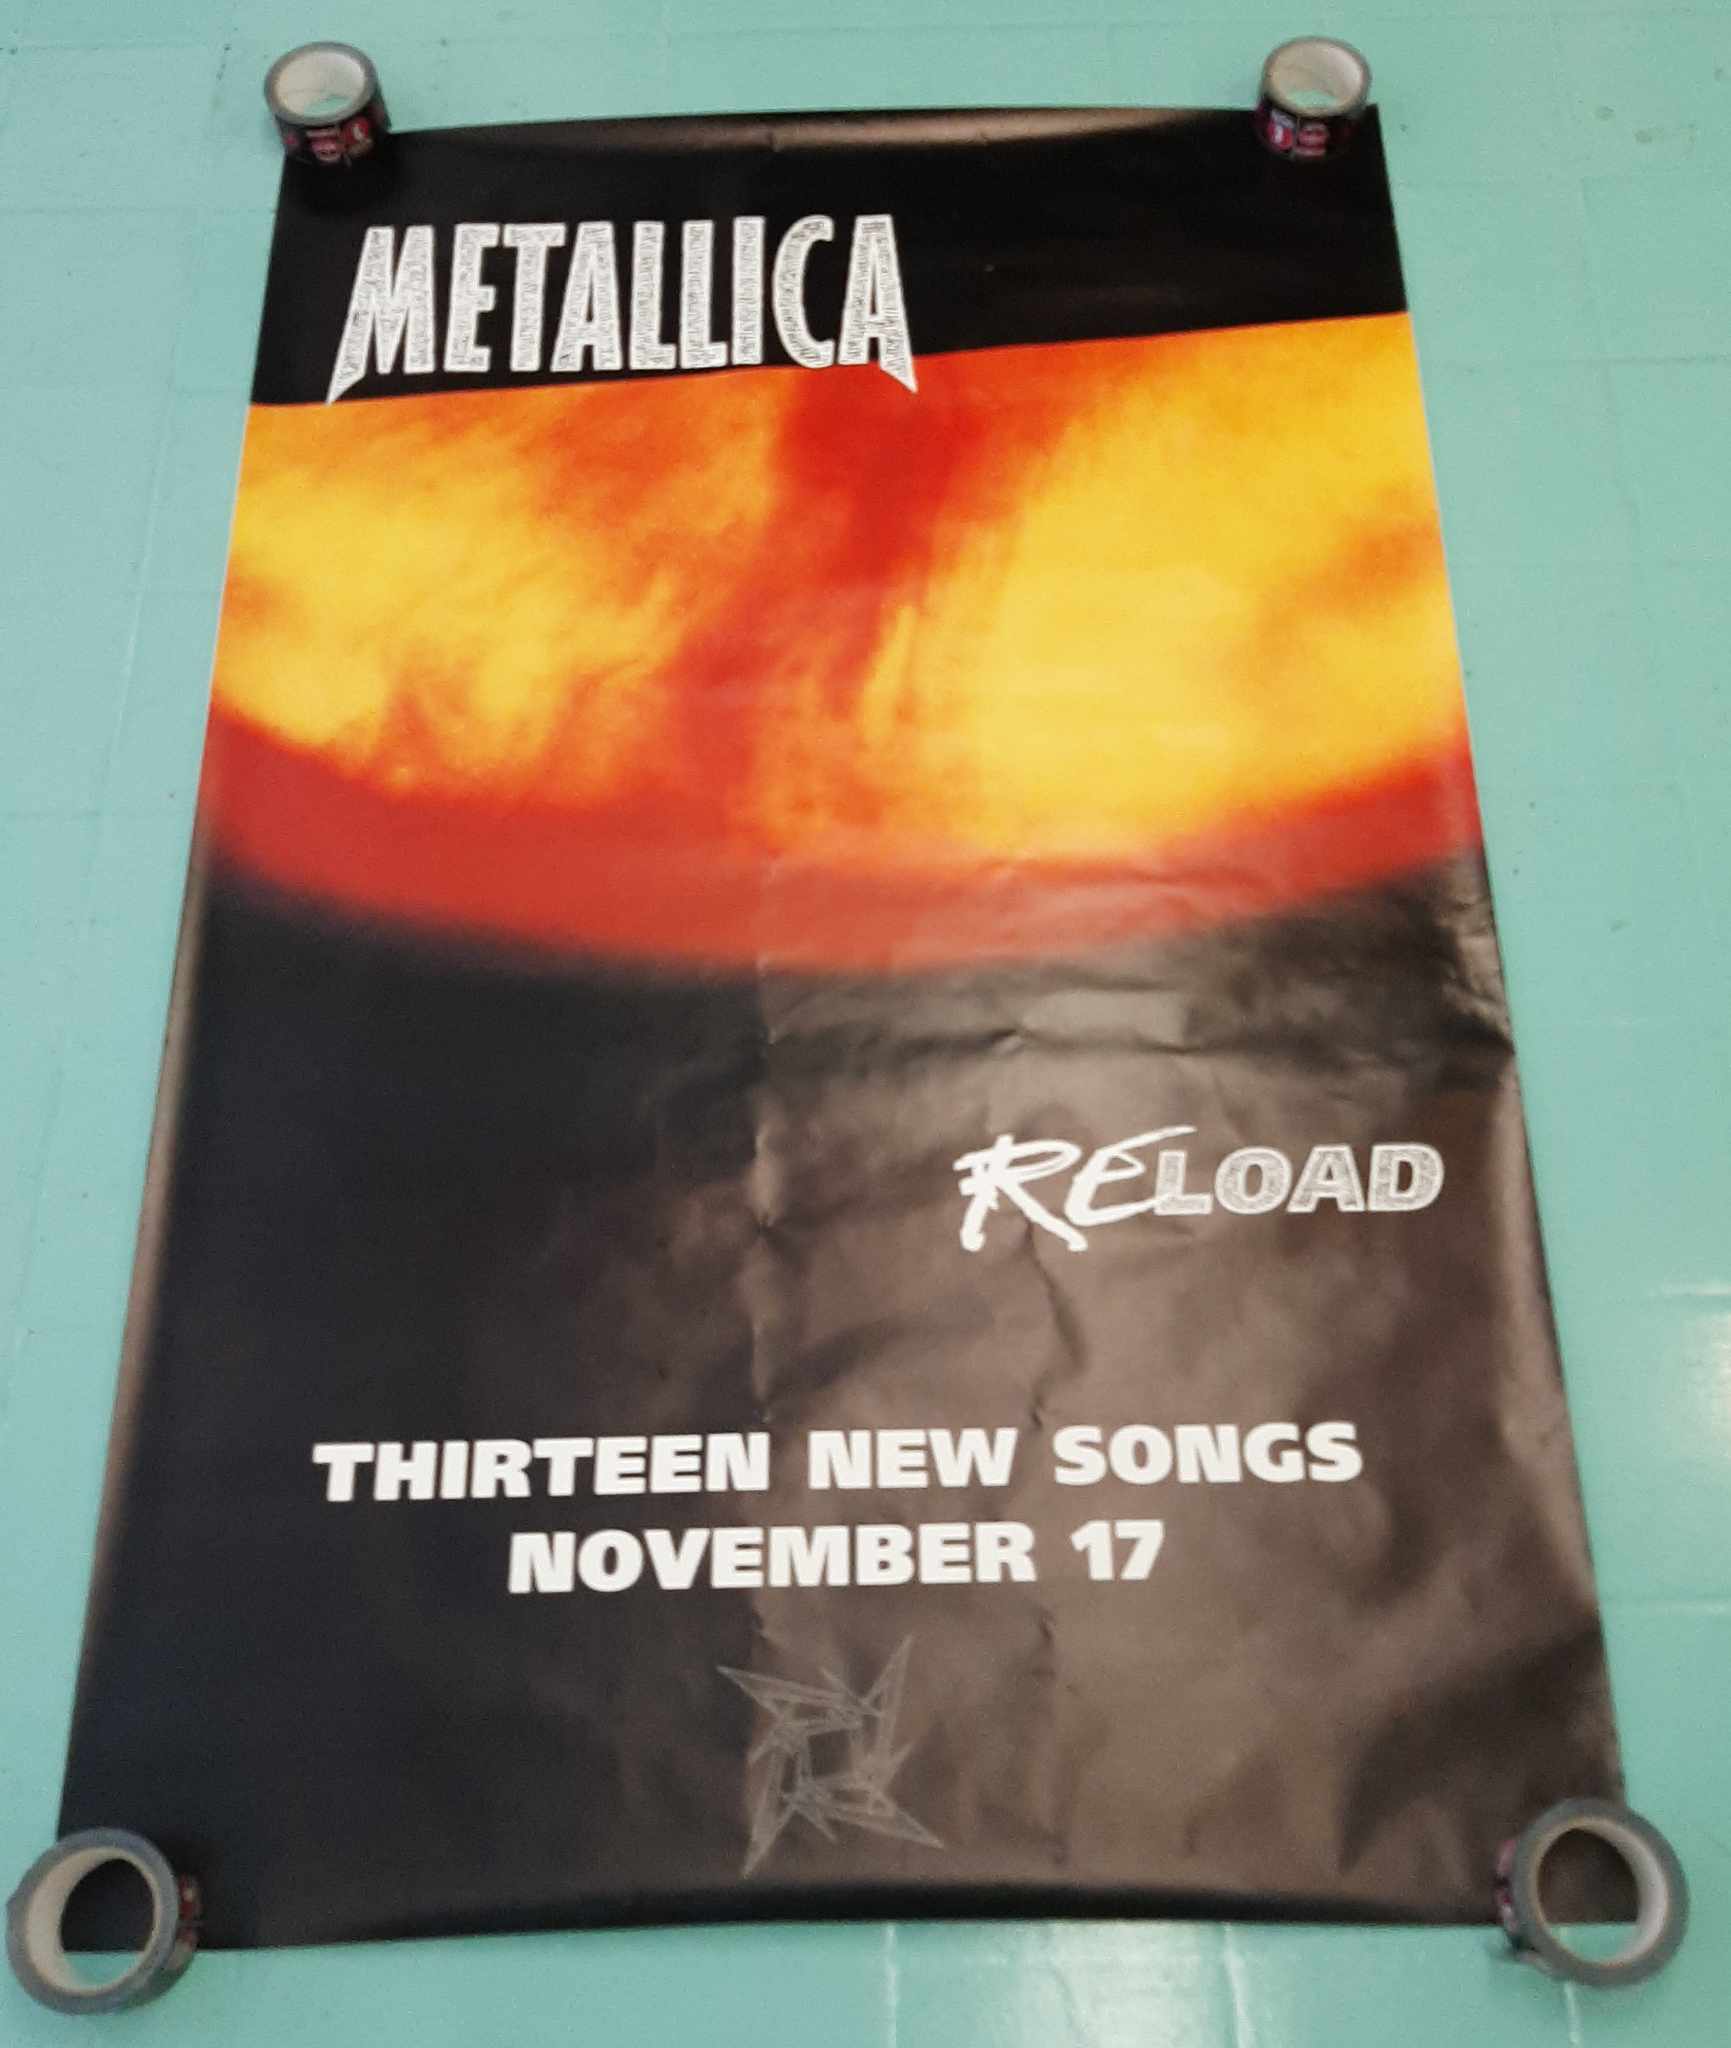 METALLICA
RELOAD
THIRTEEN NEW SONGS
NOVEMBER 17